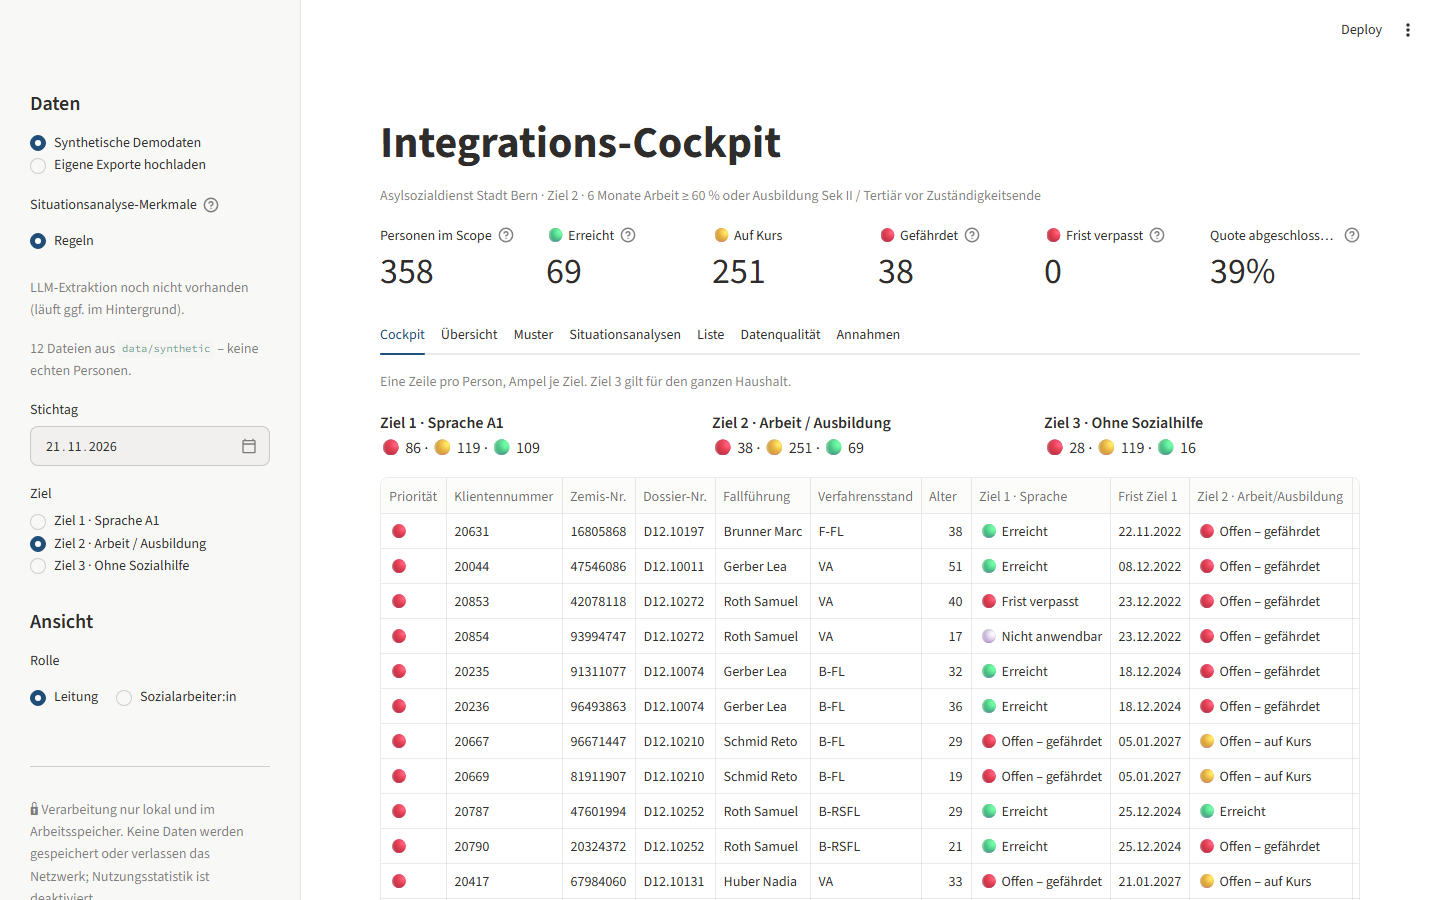 Deploy
Daten
Synthetische Demodaten
Eigene Exporte hochladen
Situationsanalyse-Merkmale
Regeln
LLM-Extraktion noch nicht vorhanden
(läuft ggf. im Hintergrund).
12 Dateien aus data/synthetic – keine
echten Personen.
Stichtag
21.11.2026
Ziel
Ziel 1 · Sprache A1
Ziel 2 · Arbeit / Ausbildung
Ziel 3 · Ohne Sozialhilfe
Ansicht
Rolle
Leitung Sozialarbeiter:in
Verarbeitung nur lokal und im
Arbeitsspeicher. Keine Daten werden
gespeichert oder verlassen das
Netzwerk; Nutzungsstatistik ist
deaktiviert.
Integrations-Cockpit
Asylsozialdienst Stadt Bern · Ziel 2 · 6 Monate Arbeit ≥ 60 % oder Ausbildung Sek II / Tertiär vor Zuständigkeitsende
Personen im Scope Erreicht Auf Kurs Gefährdet Frist verpasst Quote abgeschloss…
358 69 251 38 0 39%
Cockpit Übersicht Muster Situationsanalysen Liste Datenqualität Annahmen
Eine Zeile pro Person, Ampel je Ziel. Ziel 3 gilt für den ganzen Haushalt.
Ziel 1 · Sprache A1 Ziel 2 · Arbeit / Ausbildung Ziel 3 · Ohne Sozialhilfe
86 · 119 · 109 38 · 251 · 69 28 · 119 · 16
Priorität Klientennummer Zemis-Nr. Dossier-Nr. Fallführung Verfahrensstand Alter Ziel 1 · Sprache Frist Ziel 1 Ziel 2 · Arbeit/Ausbildung
20631 16805868 D12.10197 Brunner Marc F-FL 38 Erreicht 22.11.2022 Offen – gefährdet
20044 47546086 D12.10011 Gerber Lea VA 51 Erreicht 08.12.2022 Offen – gefährdet
20853 42078118 D12.10272 Roth Samuel VA 40 Frist verpasst 23.12.2022 Offen – gefährdet
20854 93994747 D12.10272 Roth Samuel VA 17 Nicht anwendbar 23.12.2022 Offen – gefährdet
20235 91311077 D12.10074 Gerber Lea B-FL 32 Erreicht 18.12.2024 Offen – gefährdet
20236 96493863 D12.10074 Gerber Lea B-FL 36 Erreicht 18.12.2024 Offen – gefährdet
20667 96671447 D12.10210 Schmid Reto B-FL 29 Offen – gefährdet 05.01.2027 Offen – auf Kurs
20669 81911907 D12.10210 Schmid Reto B-FL 19 Offen – gefährdet 05.01.2027 Offen – auf Kurs
20787 47601994 D12.10252 Roth Samuel B-RSFL 29 Erreicht 25.12.2024 Erreicht
20790 20324372 D12.10252 Roth Samuel B-RSFL 21 Erreicht 25.12.2024 Offen – gefährdet
20417 67984060 D12.10131 Huber Nadia VA 33 Offen – gefährdet 21.01.2027 Offen – auf Kurs